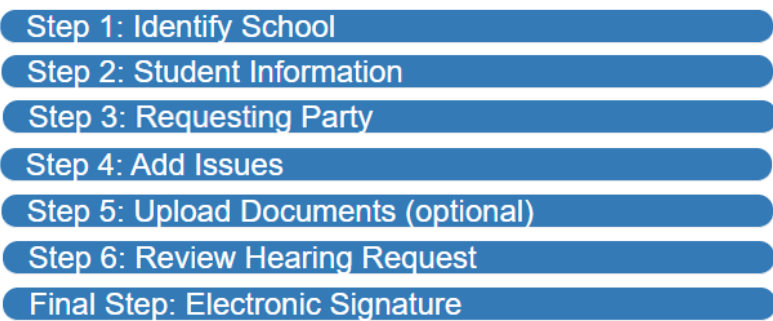 Step 1: Identify School
Step 2: Student Information
Step 3: Requesting Party
Step 4: Add Issues
Step 5: Upload Documents (optional)
Step 6: Review Hearing Request
Final Step: Electronic Signature